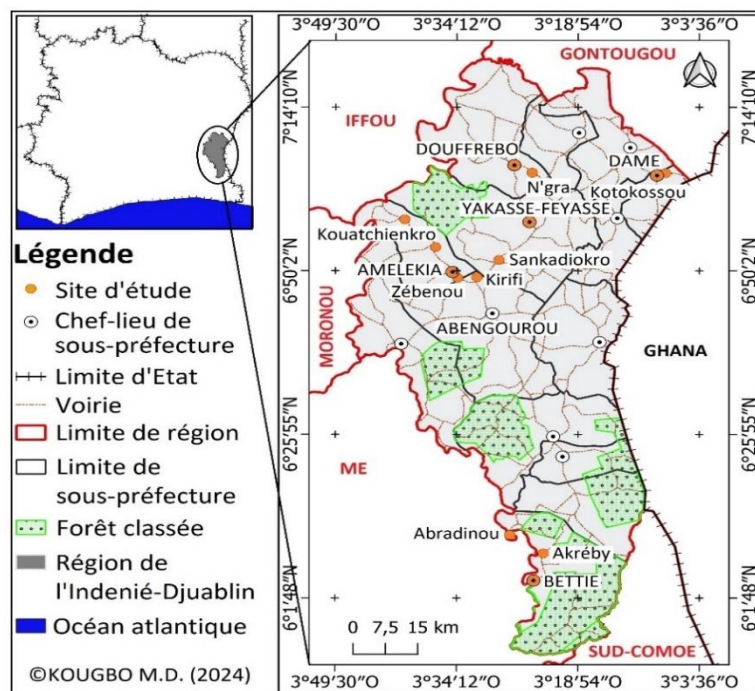 3°49'30"W
3°34'12"W
3°18'54"W
3°3'36"W
GONTOUGOU
7°14'10"N
7°14'10"N
IFFOU
DOUFFREBO
DAME
N'gra
Kotokossou
YAKASSE-FEYASSE
Kouatchienkro
Sankadiokro
6°50'2"N
6°50'2"N
AMELEKIA
Kirifi
Zébenou
MORONOU
ABENGOUROU
GHANA
6°25'55"N
6°25'55"N
ME
Abradinou
Akréby
BETTIE
6°1'48"N
6°1'48"N
0 7,5 15 km
SUD-COMOE
3°49'30"W
3°34'12"W
3°18'54"W
3°3'36"W
Légende
Site d'étude
Chef-lieu de
sous-préfecture
Limite d'Etat
Voirie
Limite de région
Limite de
sous-préfecture
Forêt classée
Région de
l'Indenié-Djuablin
Océan atlantique
©KOUGBO M.D. (2024)